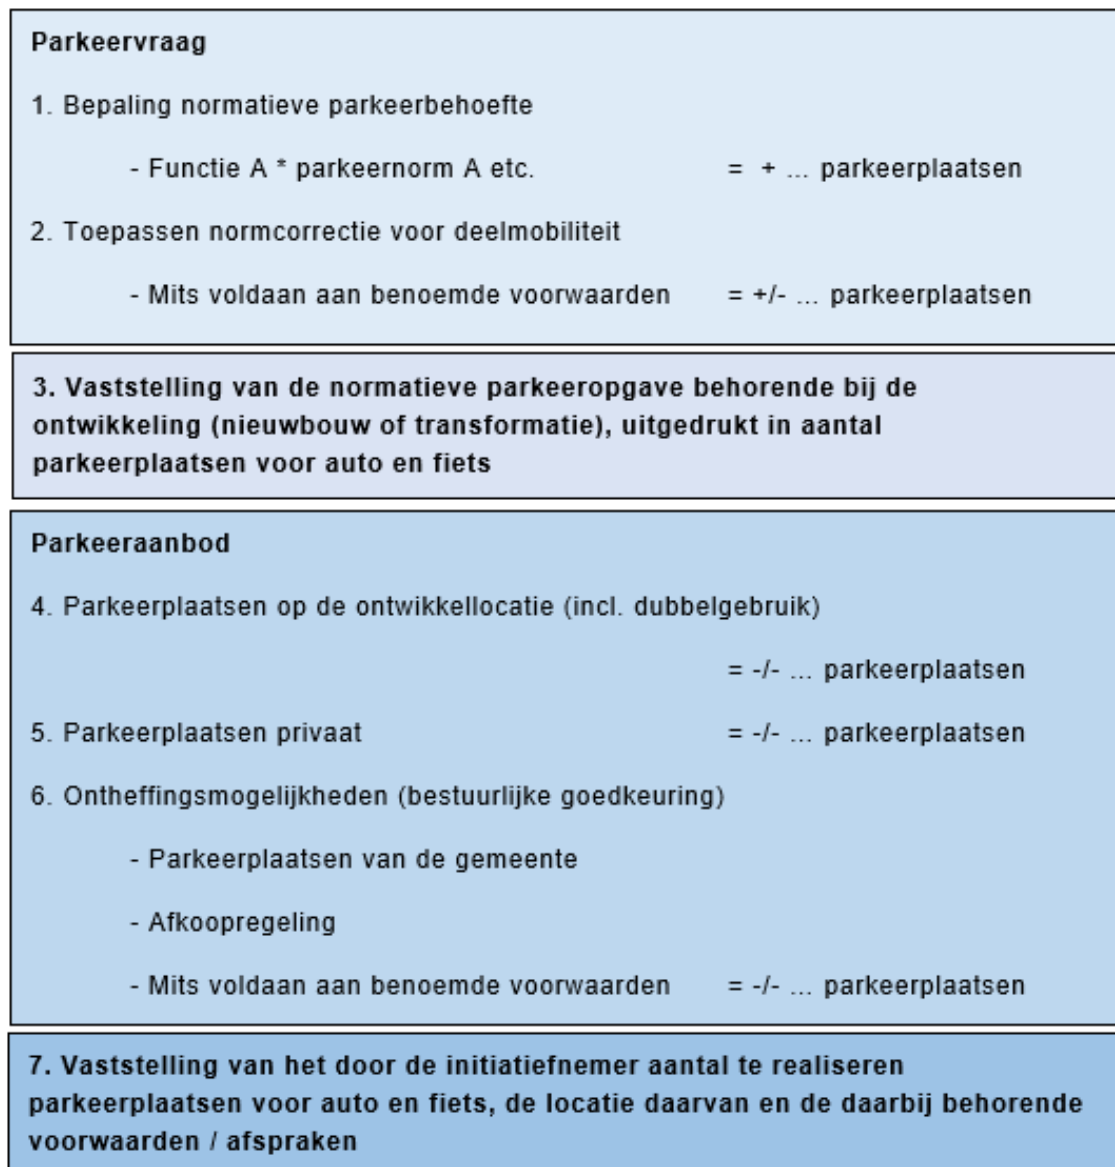 Parkeervraag
1. Bepaling normatieve parkeerbehoefte
- Functie A * parkeernorm A etc. = + ... parkeerplaatsen
2. Toepassen normcorrectie voor deelmobiliteit
- Mits voldaan aan benoemde voorwaarden = +/- ... parkeerplaatsen
3. Vaststelling van de normatieve parkeeropgave behorende bij de
ontwikkeling (nieuwbouw of transformatie), uitgedrukt in aantal
parkeerplaatsen voor auto en fiets
Parkeeraanbod
4. Parkeerplaatsen op de ontwikkellocatie (incl. dubbelgebruik)
= -/- ... parkeerplaatsen
5. Parkeerplaatsen privaat = -/- ... parkeerplaatsen
6. Ontheffingsmogelijkheden (bestuurlijke goedkeuring)
- Parkeerplaatsen van de gemeente
- Afkoopregeling
- Mits voldaan aan benoemde voorwaarden = -/- ... parkeerplaatsen
7. Vaststelling van het door de initiatiefnemer aantal te realiseren
parkeerplaatsen voor auto en fiets, de locatie daarvan en de daarbij behorende
voorwaarden / afspraken